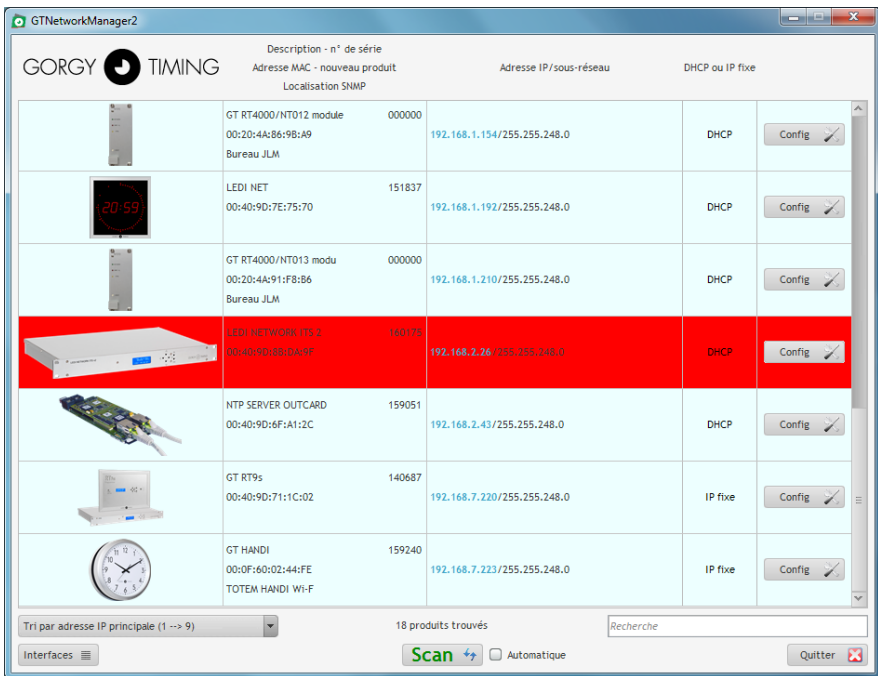 GTNetworkManager2
GORGY TIMING
Description - n° de série
Adresse MAC - nouveau produit
Localisation SNMP
Adresse IP/sous-réseau
DHCP ou IP fixe
GT RT4000/NT012 module 000000
00:20:4A:86:9B:A9
Bureau JLM
192.168.1.154/255.255.248.0
DHCP
Config
20:59
LEDI NET 151837
00:40:9D:7E:75:70
192.168.1.192/255.255.248.0
DHCP
Config
GT RT4000/NT013 modu 000000
00:20:4A:91:F8:B6
Bureau JLM
192.168.1.210/255.255.248.0
DHCP
Config
LEDI NETWORK ITS 2 160175
00:40:9D:8B:DA:9F
192.168.2.26/255.255.248.0
DHCP
Config
NTP SERVER OUTCARD 159051
00:40:9D:6F:A1:2C
192.168.2.43/255.255.248.0
DHCP
Config
GT RT9s 140687
00:40:9D:71:1C:02
192.168.7.220/255.255.248.0
IP fixe
Config
GT HANDI 159240
00:0F:60:02:44:FE
TOTEM HANDI Wi-F
192.168.7.223/255.255.248.0
IP fixe
Config
Tri par adresse IP principale (1 --> 9)
18 produits trouvés
Recherche
Interfaces
Scan
Automatique
Quitter